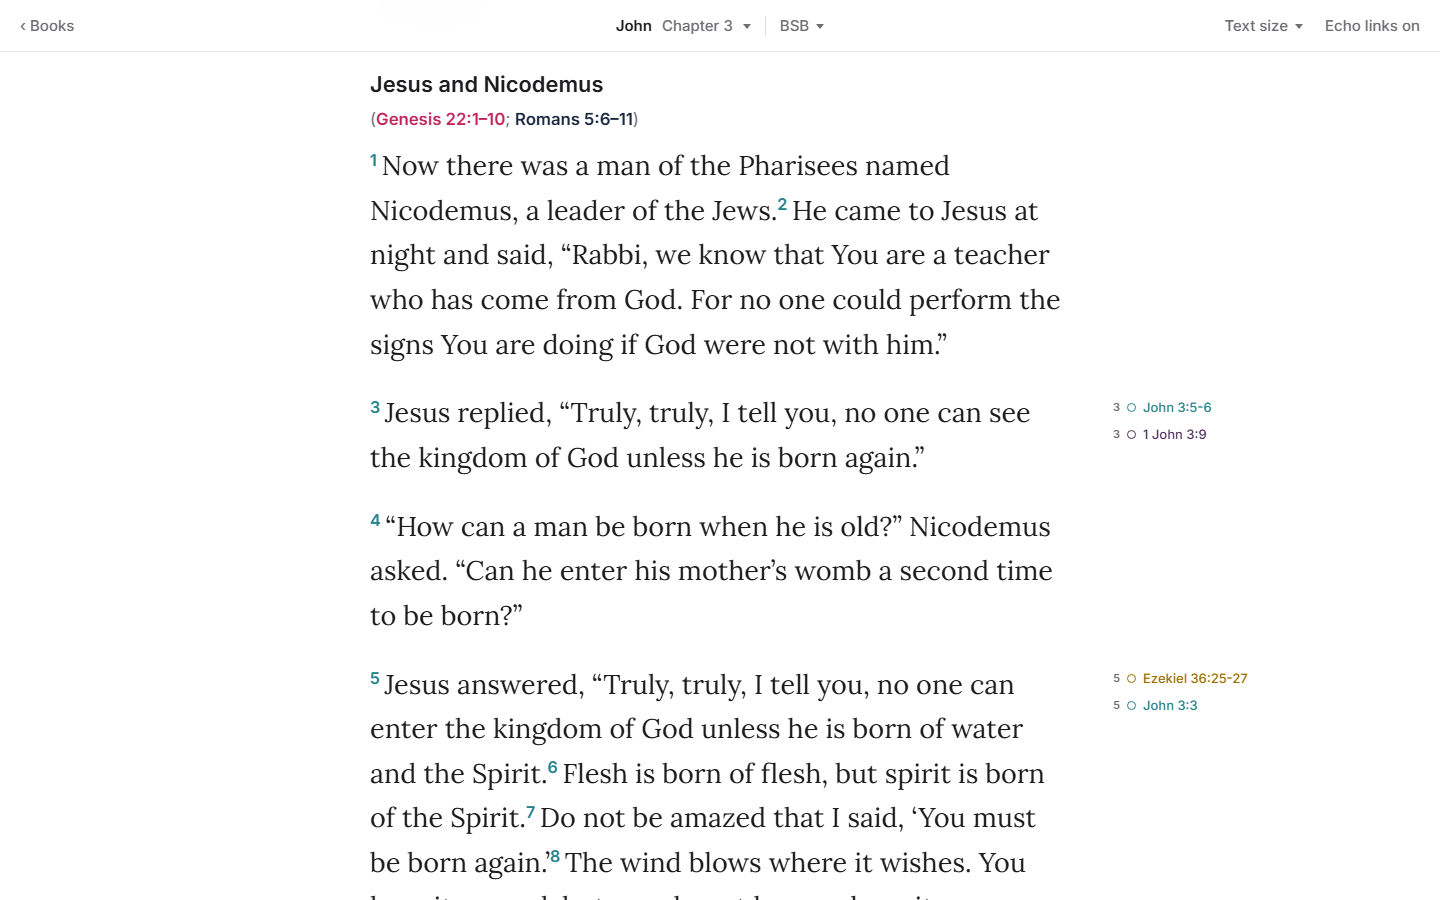 ‹ Books
John Chapter 3 BSB
Text size Echo links on
Jesus and Nicodemus
(Genesis 22:1–10; Romans 5:6–11)
1 Now there was a man of the Pharisees named
Nicodemus, a leader of the Jews.2 He came to Jesus at
night and said, “Rabbi, we know that You are a teacher
who has come from God. For no one could perform the
signs You are doing if God were not with him.”
3 Jesus replied, “Truly, truly, I tell you, no one can see
the kingdom of God unless he is born again.”
3 John 3:5-6
3 1 John 3:9
4 “How can a man be born when he is old?” Nicodemus
asked. “Can he enter his mother’s womb a second time
to be born?”
5 Jesus answered, “Truly, truly, I tell you, no one can
enter the kingdom of God unless he is born of water
and the Spirit.6 Flesh is born of flesh, but spirit is born
of the Spirit.7 Do not be amazed that I said, ‘You must
be born again.’8 The wind blows where it wishes. You
5 Ezekiel 36:25-27
5 John 3:3